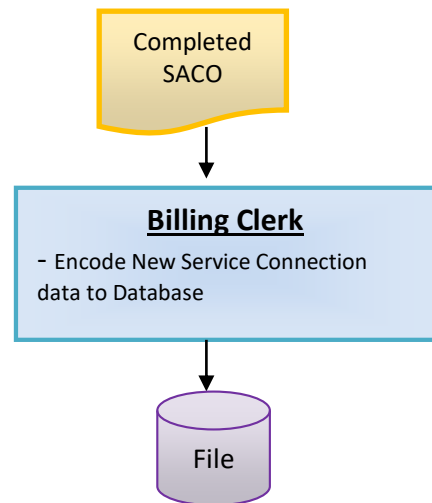 Completed
SACO
Billing Clerk
- Encode New Service Connection
data to Database
File